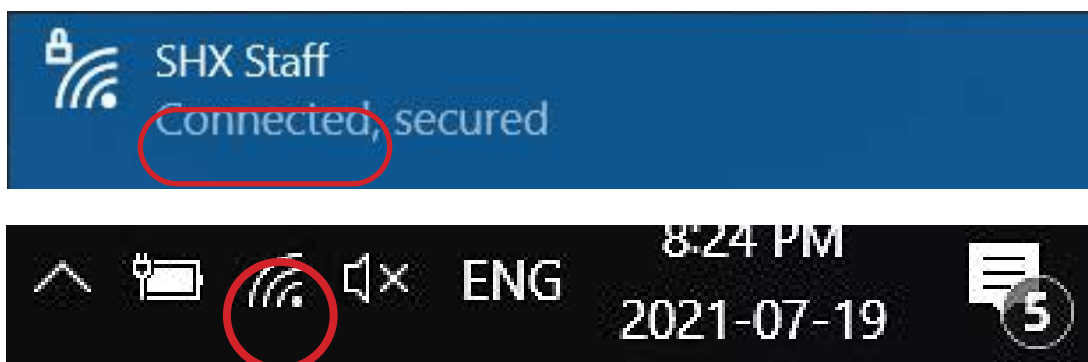 SHX Staff
Connected, secured
8:24 PM
ENG
2021-07-19
5